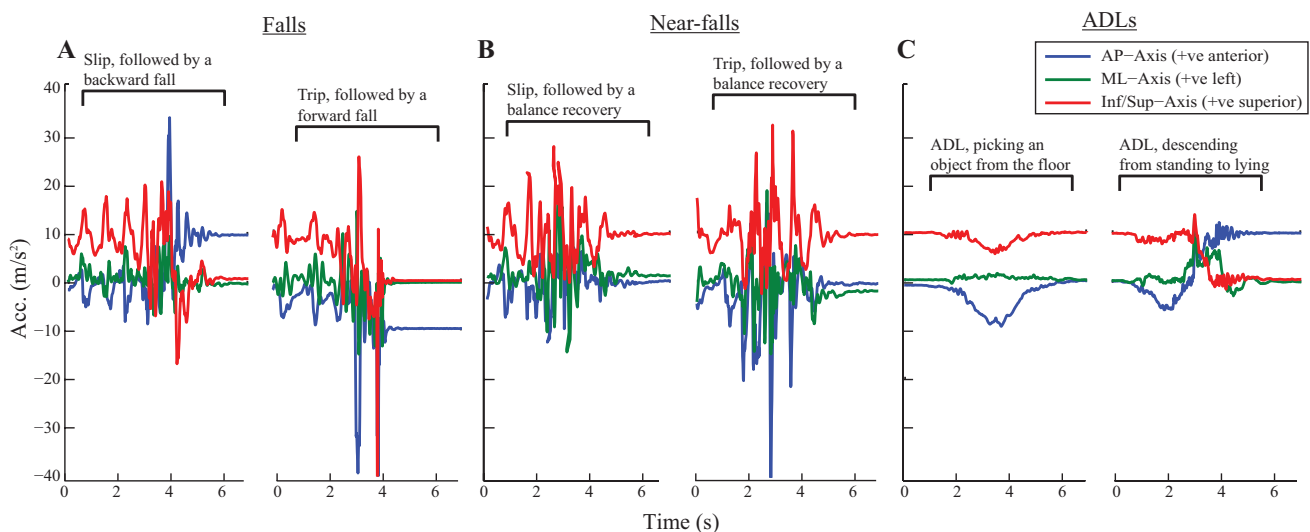 Falls
Near-falls
ADLs
A
B
C
Slip, followed by a
backward fall
Trip, followed by a
forward fall
Slip, followed by a
balance recovery
Trip, followed by a
balance recovery
AP−Axis (+ve anterior)
ML−Axis (+ve left)
Inf/Sup−Axis (+ve superior)
ADL, picking an
object from the floor
ADL, descending
from standing to lying
Acc. (m/s²)
40
30
20
10
0
−10
−20
−30
−40
0 2 4 6
0 2 4 6
0 2 4 6
0 2 4 6
0 2 4 6
0 2 4 6
Time (s)